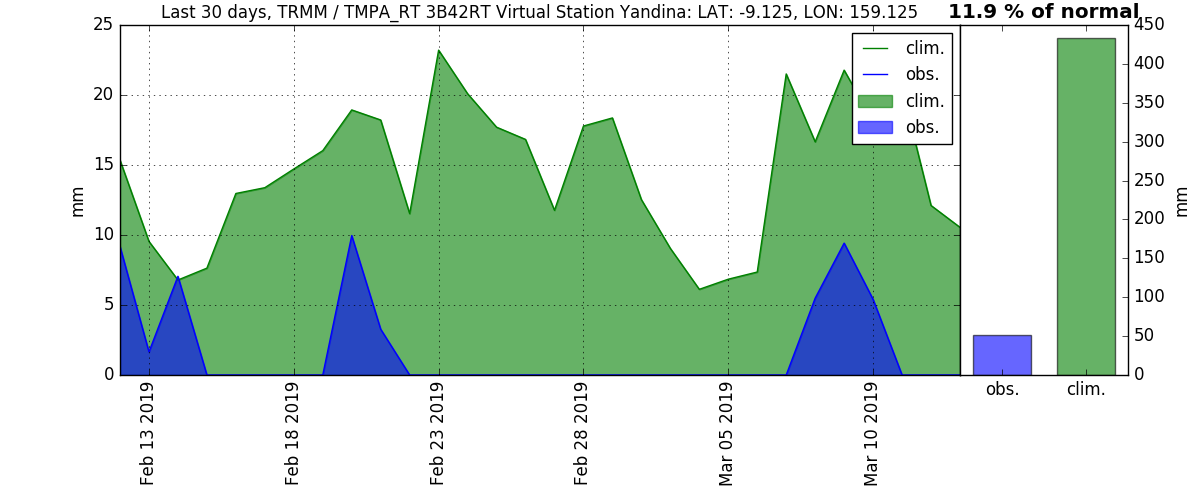 Last 30 days, TRMM / TMPA_RT 3B42RT Virtual Station Yandina: LAT: -9.125, LON: 159.125
11.9 % of normal
25
20
15
10
5
0
mm
clim.
obs.
clim.
obs.
Feb 13 2019
Feb 18 2019
Feb 23 2019
Feb 28 2019
Mar 05 2019
Mar 10 2019
450
400
350
300
250
200
150
100
50
0
mm
obs.
clim.